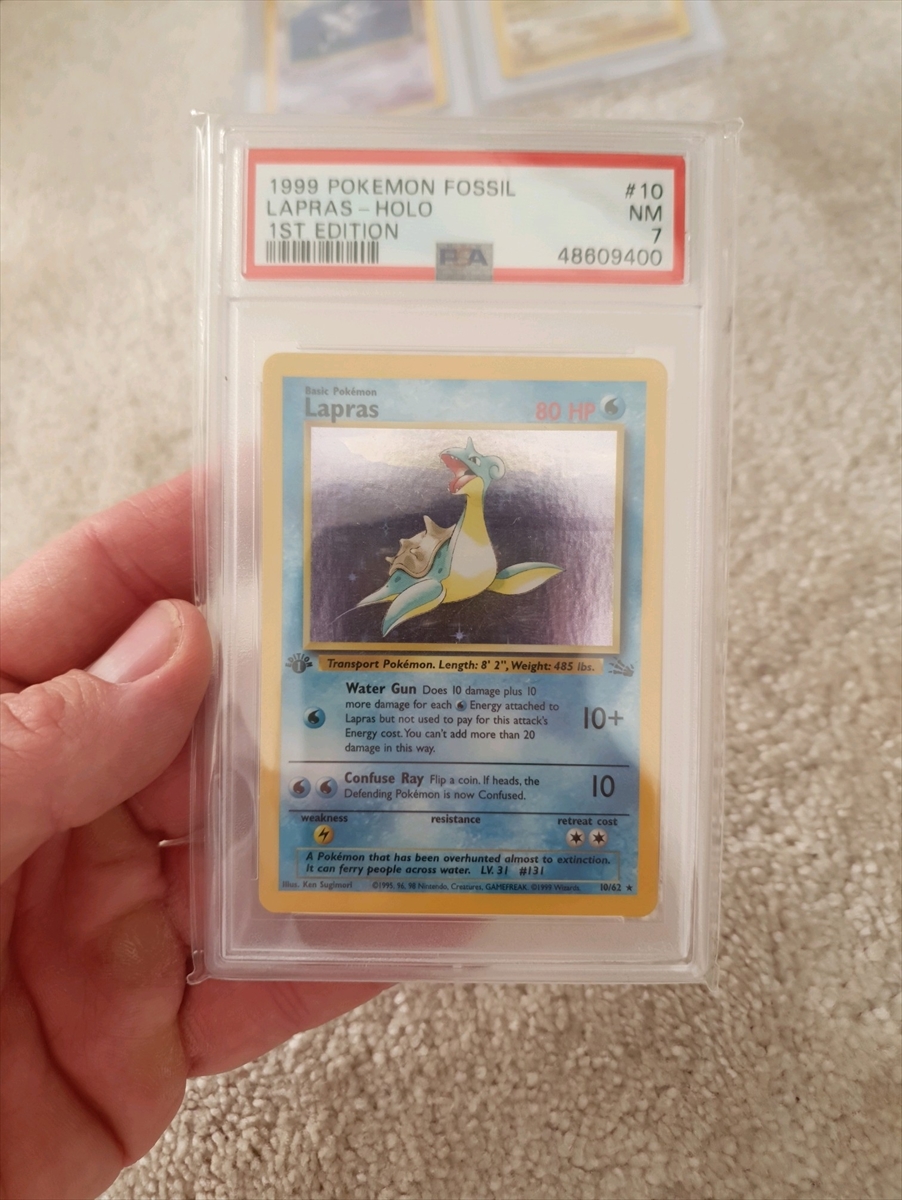 1999 POKEMON FOSSIL #10
LAPRAS - HOLO NM
1ST EDITION 7
PSA 48609400
Basic Pokémon
Lapras 80 HP
EDITION 1
Transport Pokémon. Length: 8' 2", Weight: 485 lbs.
Water Gun Does 10 damage plus 10
more damage for each Energy attached to
Lapras but not used to pay for this attack's
Energy cost. You can't add more than 20
damage in this way.
10+
Confuse Ray Flip a coin. If heads, the
Defending Pokémon is now Confused.
10
weakness resistance retreat cost
A Pokémon that has been overhunted almost to extinction.
It can ferry people across water. LV. 31 #131
Illus. Ken Sugimori ©1995, 96, 98 Nintendo, Creatures, GAMEFREAK. ©1999 Wizards. 10/62 ★